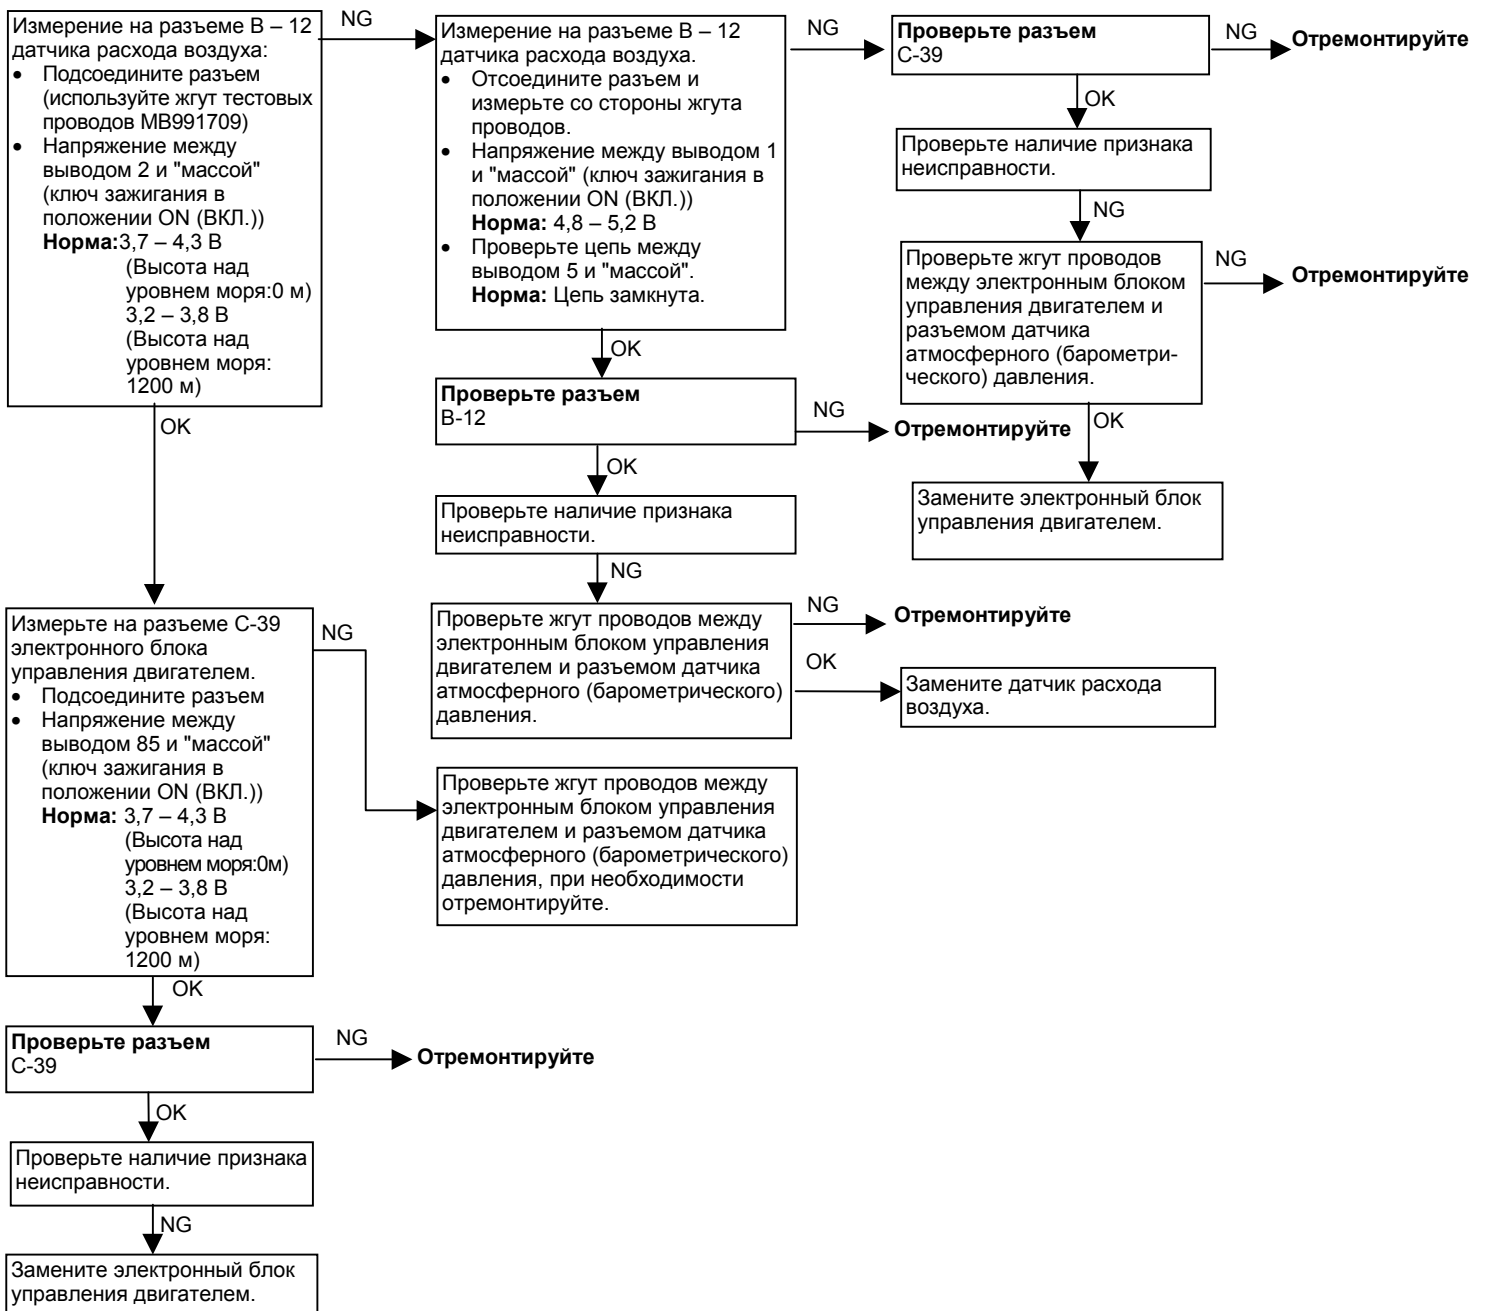 Измерение на разъеме В – 12
датчика расхода воздуха:
• Подсоедините разъем
(используйте жгут тестовых
проводов MB991709)
• Напряжение между
выводом 2 и "массой"
(ключ зажигания в
положении ON (ВКЛ.))
Норма:3,7 – 4,3 В
(Высота над
уровнем моря:0 м)
3,2 – 3,8 В
(Высота над
уровнем моря:
1200 м)
NG
OK
Измерение на разъеме В – 12
датчика расхода воздуха.
• Отсоедините разъем и
измерьте со стороны жгута
проводов.
• Напряжение между выводом 1
и "массой" (ключ зажигания в
положении ON (ВКЛ.))
Норма: 4,8 – 5,2 В
• Проверьте цепь между
выводом 5 и "массой".
Норма: Цепь замкнута.
NG
OK
Проверьте разъем
С-39
NG
Отремонтируйте
OK
Проверьте наличие признака
неисправности.
NG
Проверьте жгут проводов
между электронным блоком
управления двигателем и
разъемом датчика
атмосферного (барометри-
ческого) давления.
NG
Отремонтируйте
OK
Замените электронный блок
управления двигателем.
Проверьте разъем
В-12
NG
Отремонтируйте
OK
Проверьте наличие признака
неисправности.
NG
Проверьте жгут проводов между
электронным блоком управления
двигателем и разъемом датчика
атмосферного (барометрического)
давления.
NG
Отремонтируйте
OK
Замените датчик расхода
воздуха.
Измерьте на разъеме С-39
электронного блока
управления двигателем.
• Подсоедините разъем
• Напряжение между
выводом 85 и "массой"
(ключ зажигания в
положении ON (ВКЛ.))
Норма: 3,7 – 4,3 В
(Высота над
уровнем моря:0м)
3,2 – 3,8 В
(Высота над
уровнем моря:
1200 м)
NG
Проверьте жгут проводов между
электронным блоком управления
двигателем и разъемом датчика
атмосферного (барометрического)
давления, при необходимости
отремонтируйте.
OK
Проверьте разъем
С-39
NG
Отремонтируйте
OK
Проверьте наличие признака
неисправности.
NG
Замените электронный блок
управления двигателем.